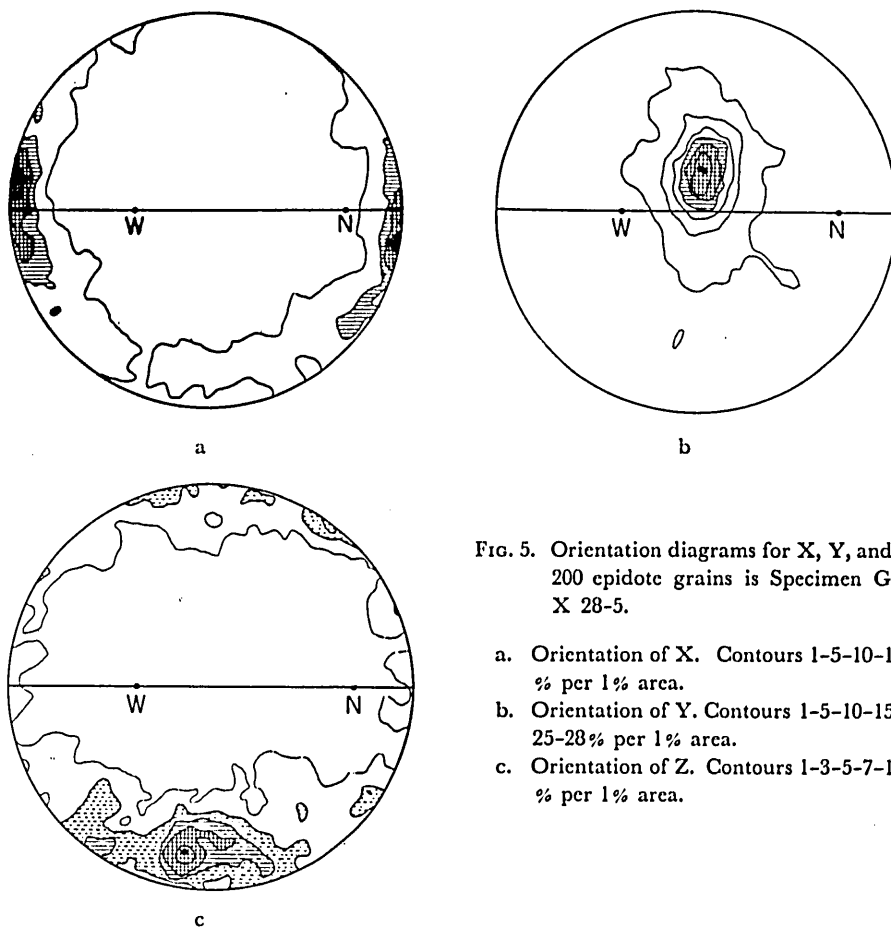 W N
a
W N
b
W N
c
FIG. 5. Orientation diagrams for X, Y, and
200 epidote grains is Specimen G
X 28-5.
a. Orientation of X. Contours 1-5-10-1
% per 1% area.
b. Orientation of Y. Contours 1-5-10-15
25-28% per 1% area.
c. Orientation of Z. Contours 1-3-5-7-1
% per 1% area.